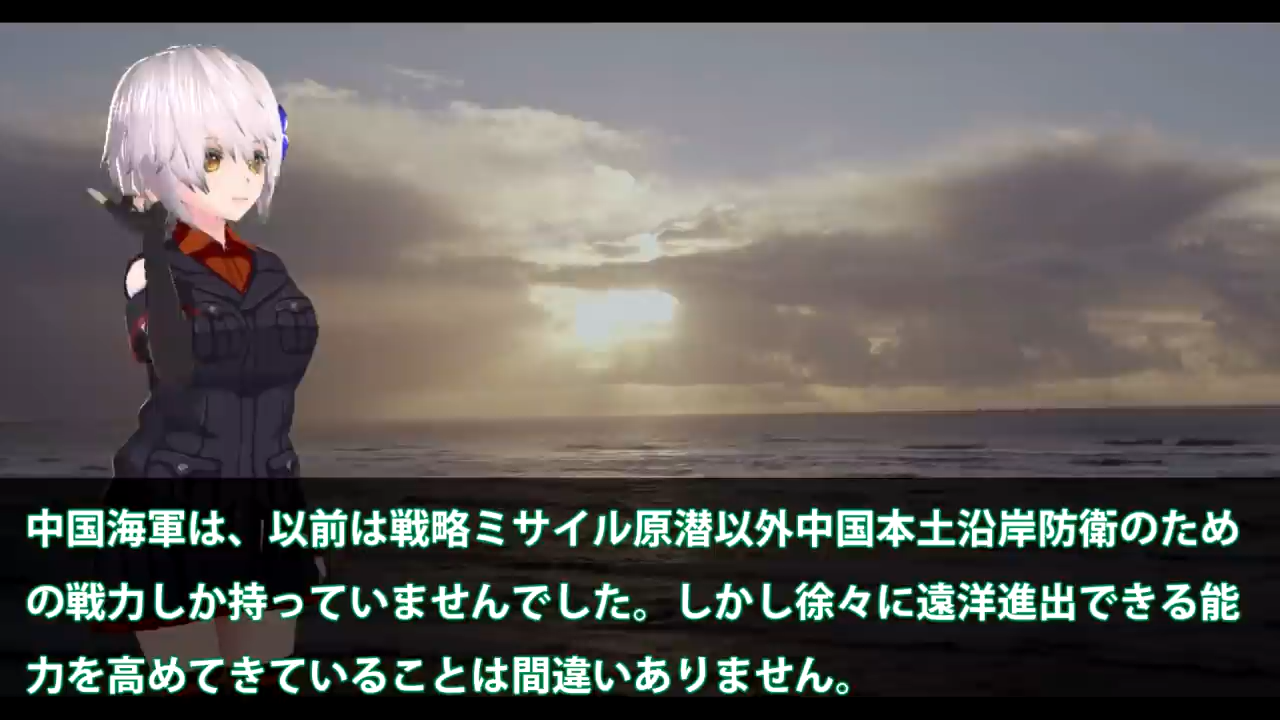 中国海軍は、以前は戦略ミサイル原潜以外中国本土沿岸防衛のため
の戦力しか持っていませんでした。しかし徐々に遠洋進出できる能
力を高めてきていることは間違いありません。